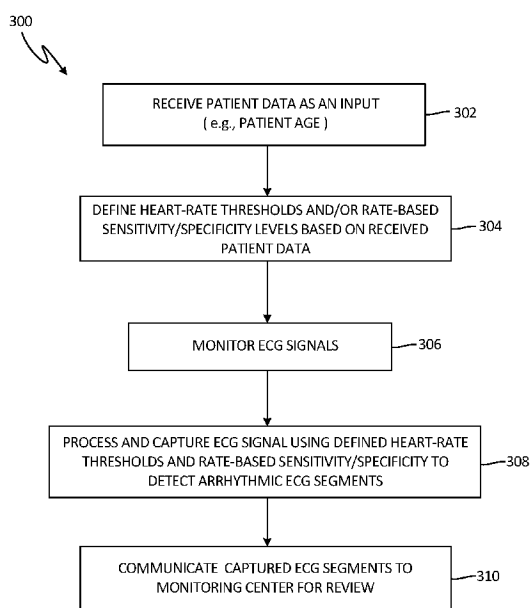 300
RECEIVE PATIENT DATA AS AN INPUT
( e.g., PATIENT AGE )
302
DEFINE HEART-RATE THRESHOLDS AND/OR RATE-BASED
SENSITIVITY/SPECIFICITY LEVELS BASED ON RECEIVED
PATIENT DATA
304
MONITOR ECG SIGNALS
306
PROCESS AND CAPTURE ECG SIGNAL USING DEFINED HEART-RATE
THRESHOLDS AND RATE-BASED SENSITIVITY/SPECIFICITY TO
DETECT ARRHYTHMIC ECG SEGMENTS
308
COMMUNICATE CAPTURED ECG SEGMENTS TO
MONITORING CENTER FOR REVIEW
310